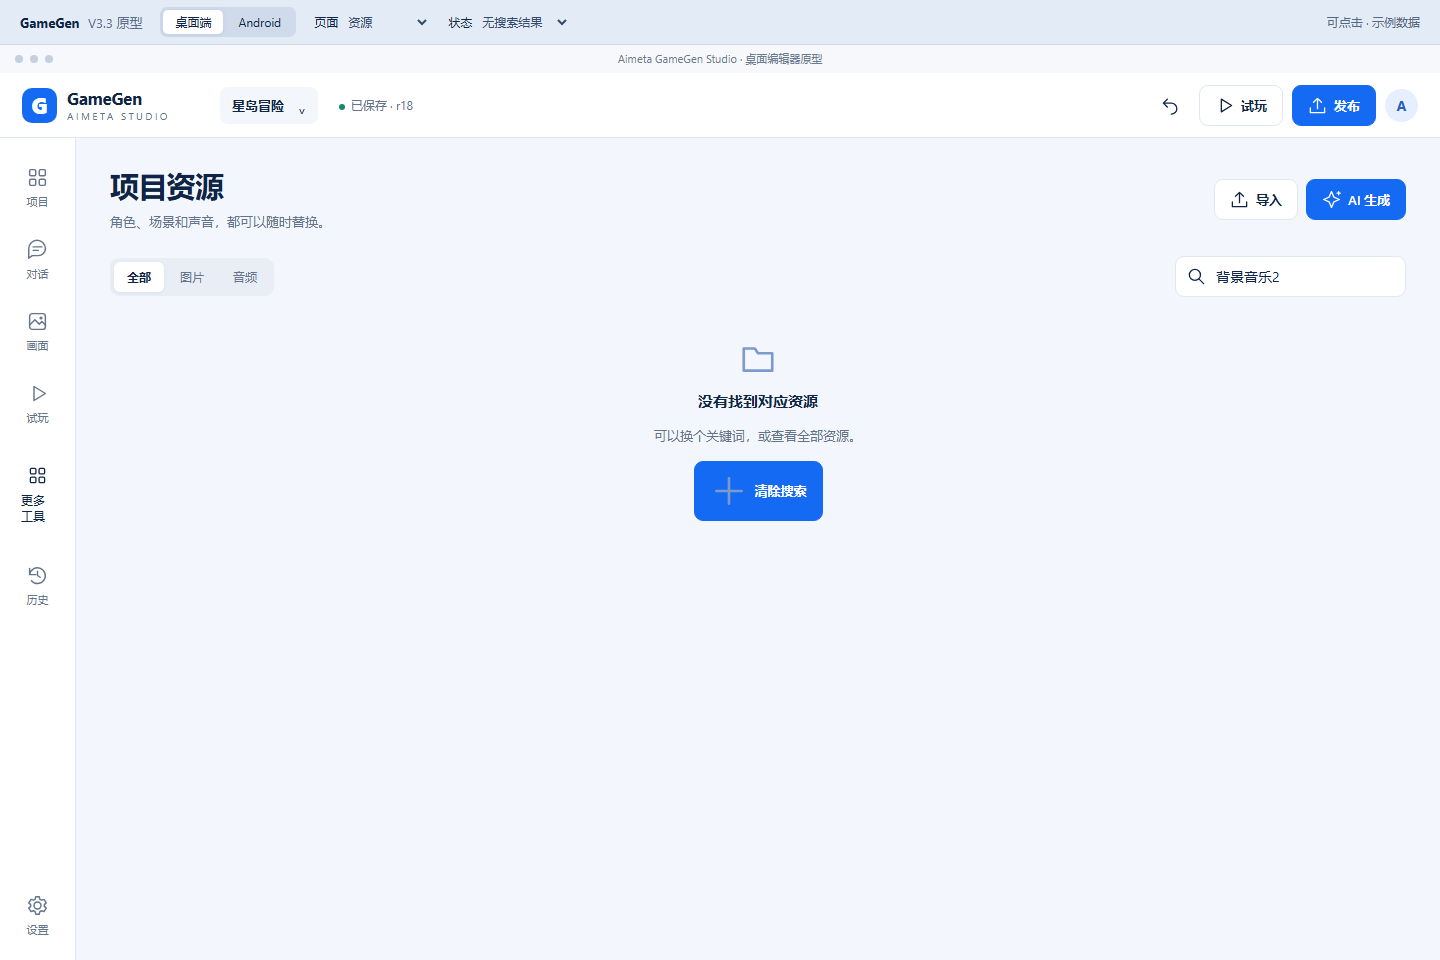 GameGen V3.3 原型 桌面端 Android 页面 资源 状态 无搜索结果 可点击 · 示例数据
Aimeta GameGen Studio · 桌面编辑器原型
G GameGen
AIMETA STUDIO
星岛冒险 已保存 · r18 试玩 发布 A
项目
对话
画面
试玩
更多
工具
历史
设置
项目资源
角色、场景和声音，都可以随时替换。
导入 AI 生成
全部 图片 音频 背景音乐2
没有找到对应资源
可以换个关键词，或查看全部资源。
清除搜索